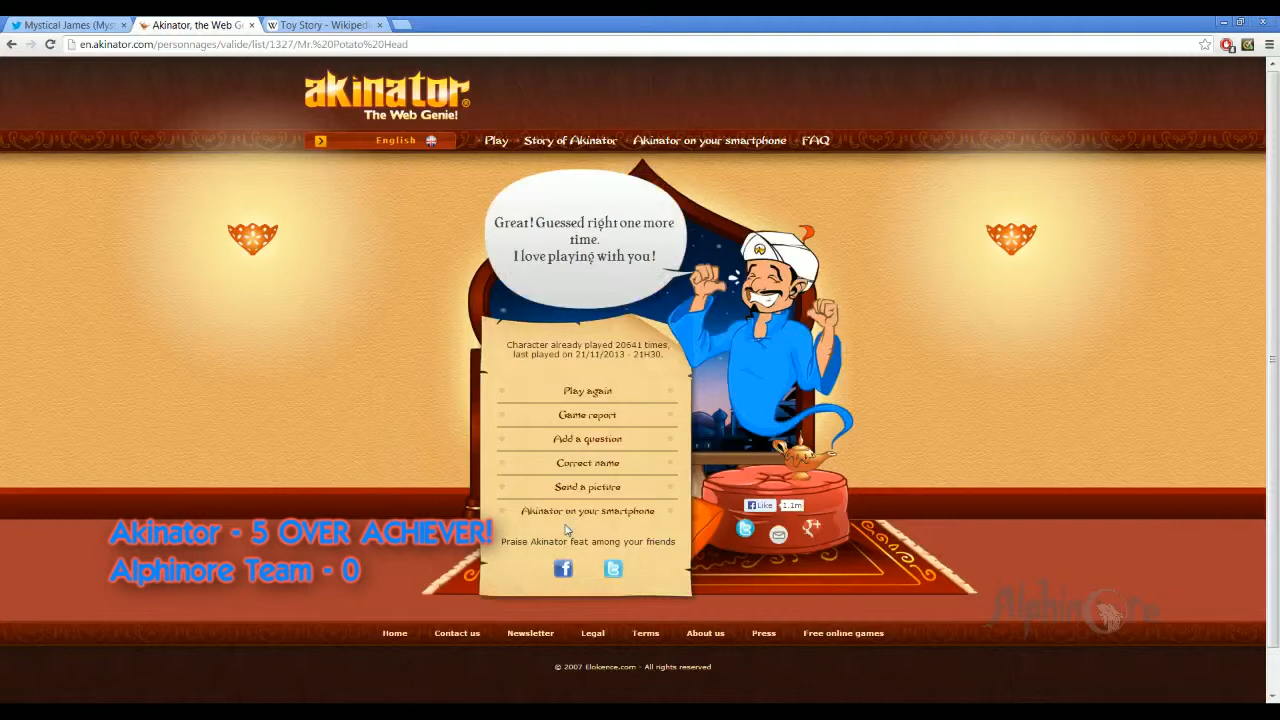 Mystical James (Mys
Akinator, the Web Ge
Toy Story - Wikipedi
en.akinator.com/personnages/valide/list/1327/Mr.%20Potato%20Head
akinator®
The Web Genie!
English
Play
Story of Akinator
Akinator on your smartphone
FAQ
Great! Guessed right one more
time.
I love playing with you!
Character already played 20641 times,
last played on 21/11/2013 - 21H30.
Play again
Game report
Add a question
Correct name
Send a picture
Akinator on your smartphone
Praise Akinator feat among your friends
Like 1.1m
Akinator - 5 OVER ACHIEVER!
Alphinore Team - 0
Alphinore
Home Contact us Newsletter Legal Terms About us Press Free online games
© 2007 Elokence.com - All rights reserved